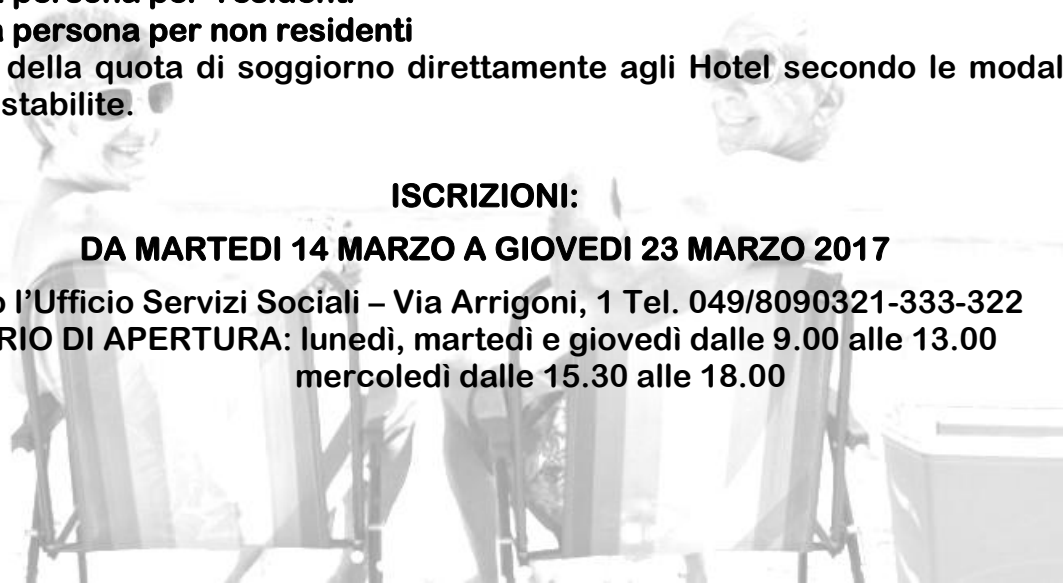 persona per residenti
persona per non residenti
della quota di soggiorno direttamente agli Hotel secondo le modal
stabilite.
ISCRIZIONI:
DA MARTEDI 14 MARZO A GIOVEDI 23 MARZO 2017
o l’Ufficio Servizi Sociali – Via Arrigoni, 1 Tel. 049/8090321-333-322
RIO DI APERTURA: lunedì, martedì e giovedì dalle 9.00 alle 13.00
mercoledì dalle 15.30 alle 18.00